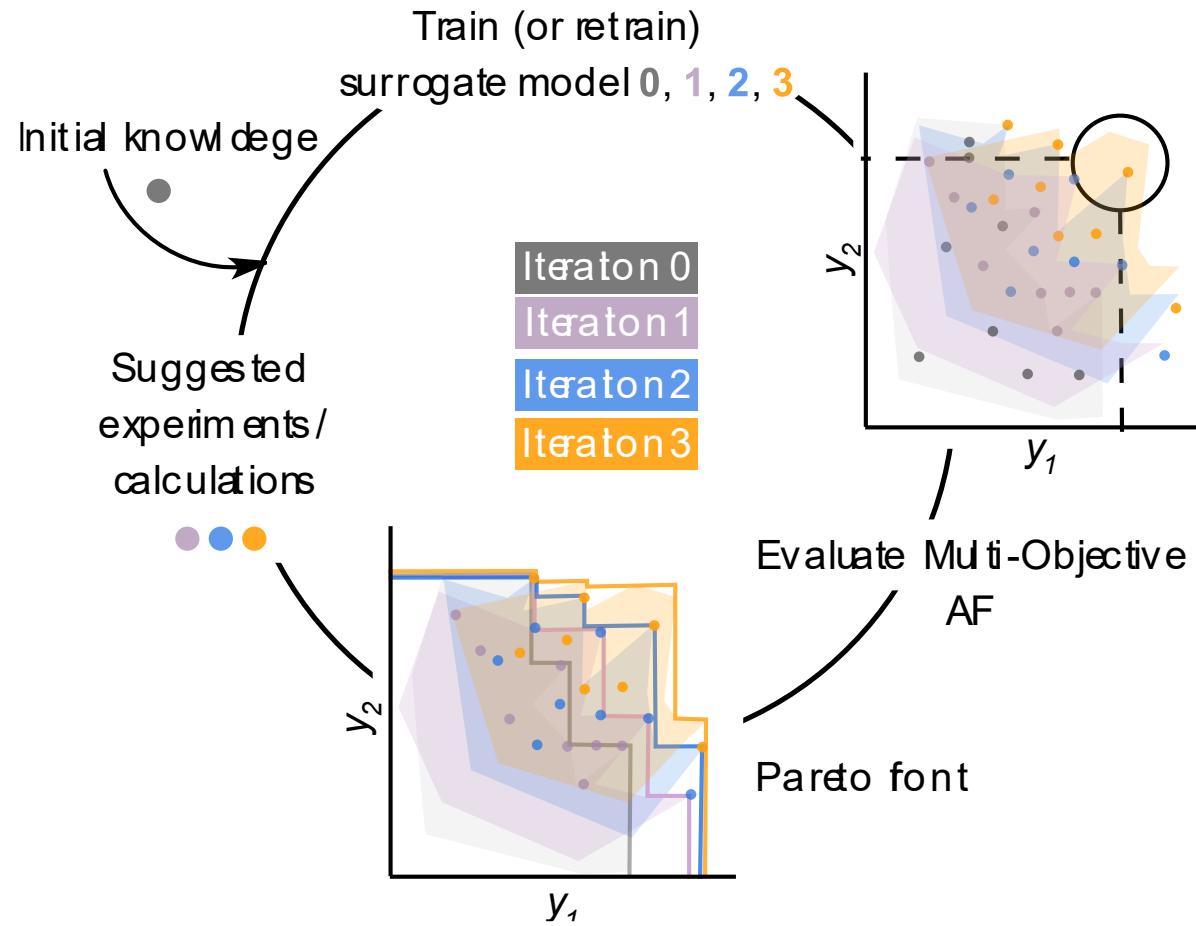 Train (or retrain)
surrogate model 0, 1, 2, 3
Initial knowldege
Iteraton 0
Iteraton 1
Iteraton 2
Iteraton 3
y2
y1
Suggested
experiments/
calculations
Evaluate Multi-Objective
AF
y2
Pareto font
y1